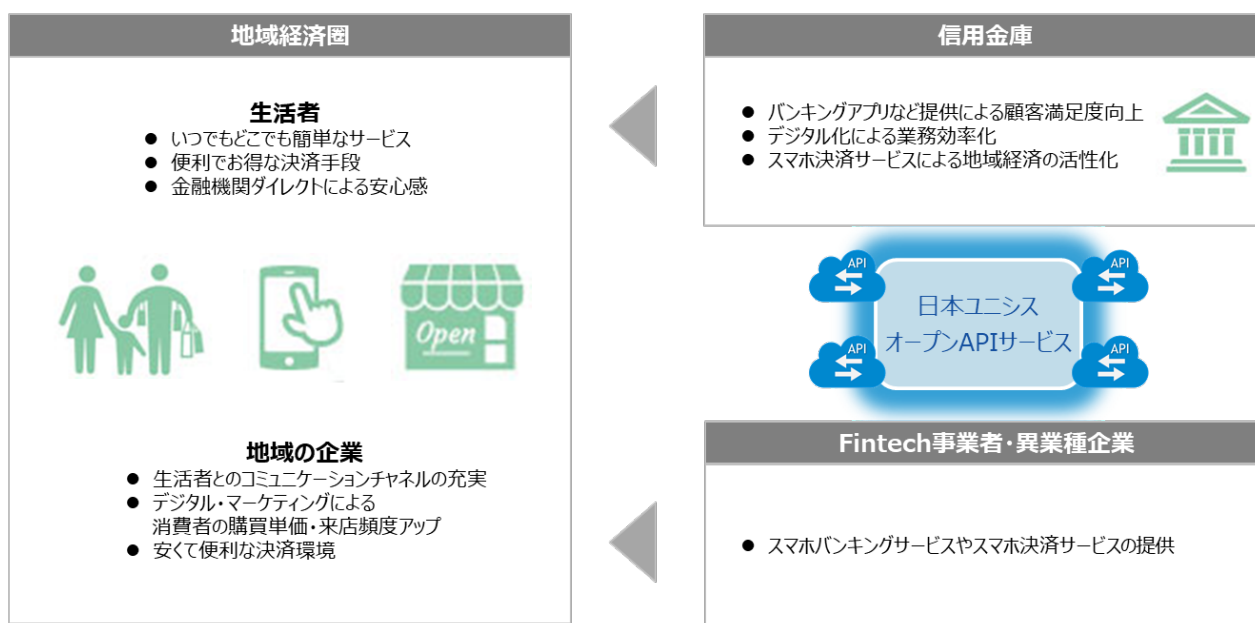 地域経済圏
生活者
● いつでもどこでも簡単なサービス
● 便利でお得な決済手段
● 金融機関ダイレクトによる安心感
Open
地域の企業
● 生活者とのコミュニケーションチャネルの充実
● デジタル・マーケティングによる
消費者の購買単価・来店頻度アップ
● 安くて便利な決済環境
信用金庫
● バンキングアプリなど提供による顧客満足度向上
● デジタル化による業務効率化
● スマホ決済サービスによる地域経済の活性化
API
API
日本ユニシス
オープンAPIサービス
API
API
Fintech事業者・異業種企業
● スマホバンキングサービスやスマホ決済サービスの提供